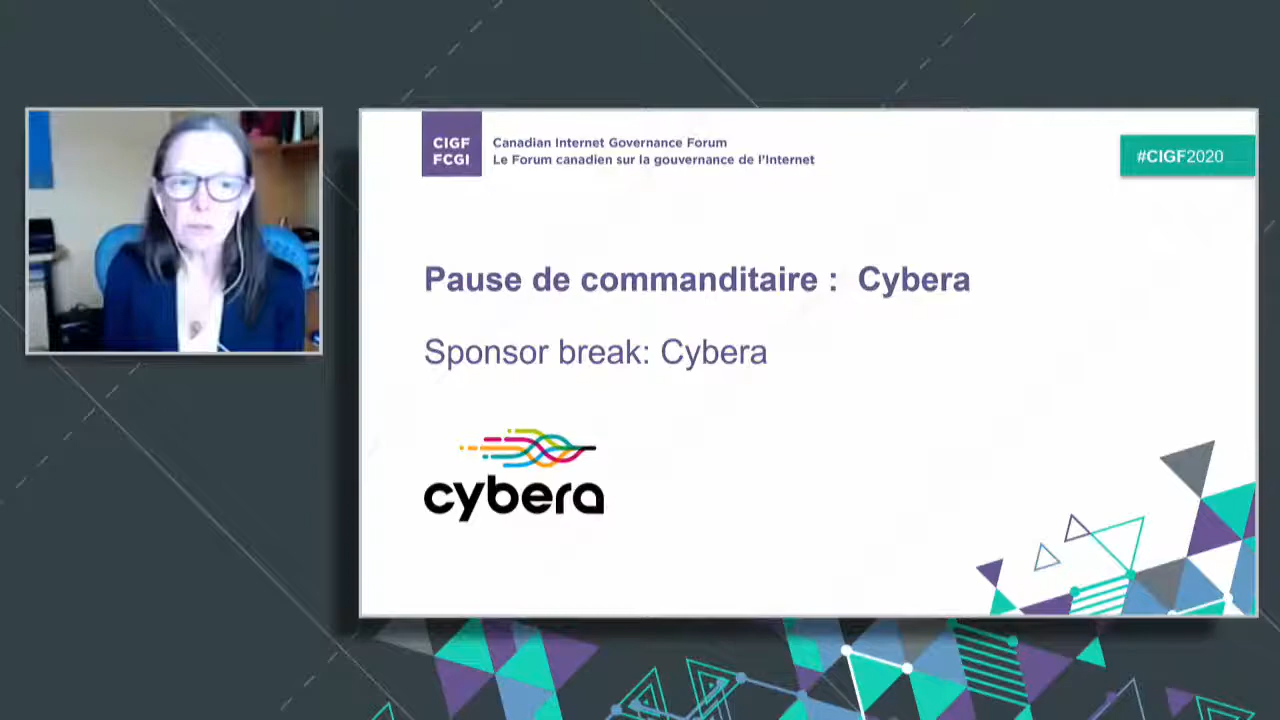 CIGF
FCGI
Canadian Internet Governance Forum
Le Forum canadien sur la gouvernance de l'Internet
#CIGF2020
Pause de commanditaire : Cybera
Sponsor break: Cybera
cybera